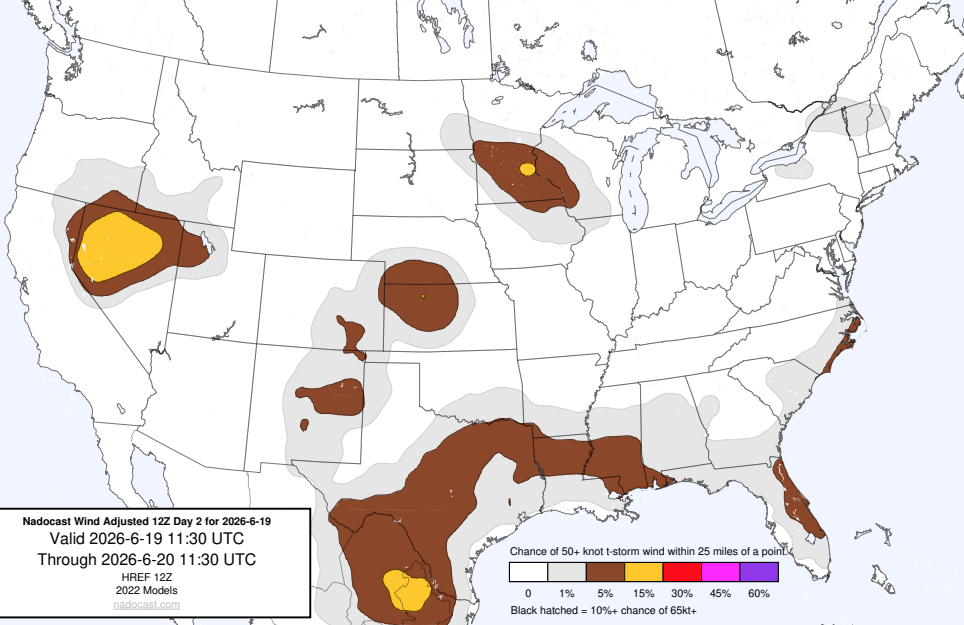 Nadocast Wind Adjusted 12Z Day 2 for 2026-6-19
Valid 2026-6-19 11:30 UTC
Through 2026-6-20 11:30 UTC
HREF 12Z
2022 Models
nadocast.com
Chance of 50+ knot t-storm wind within 25 miles of a point.
0 1% 5% 15% 30% 45% 60%
Black hatched = 10%+ chance of 65kt+